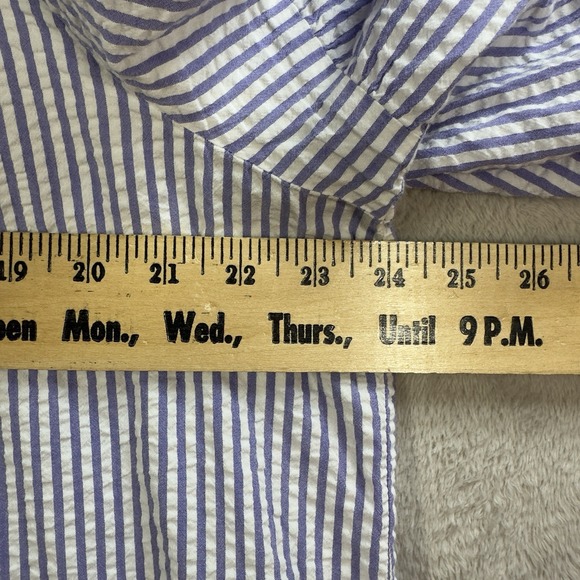 19 20 21 22 23 24 25 26
Mon., Wed., Thurs., Until 9 P.M.